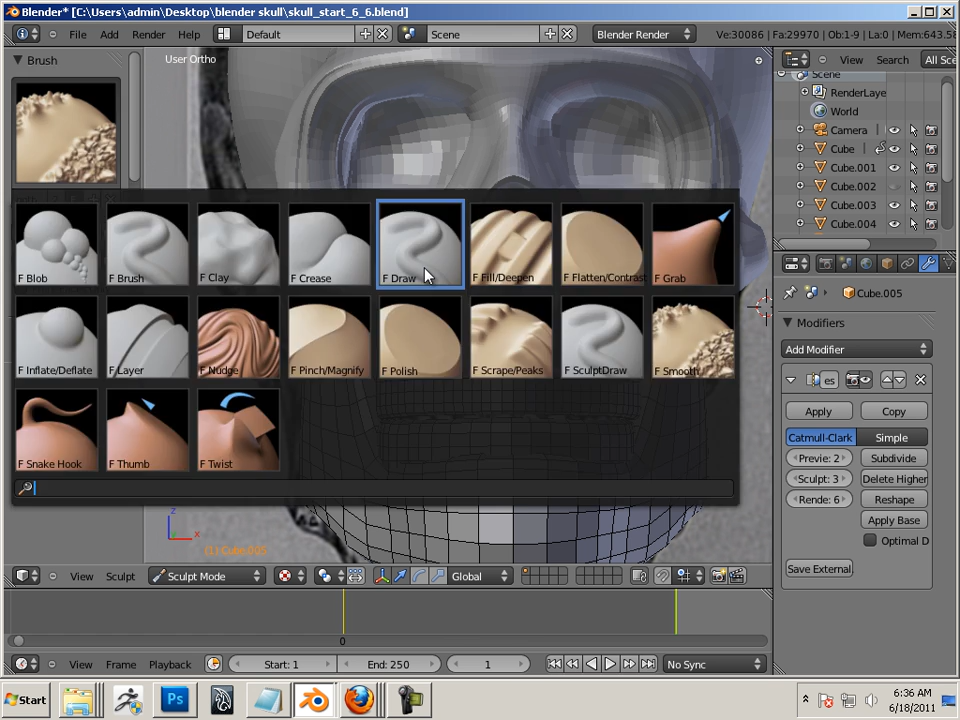 Blender* [C:\Users\admin\Desktop\blender skull\skull_start_6_6.blend]
File Add Render Help Default Scene Blender Render Ve:30086 | Fa:29970 | Ob:1-9 | La:0 | Mem:643.58
Brush
User Ortho
View Search All Sce
Scene
RenderLaye
World
Camera
Cube
Cube.001
Cube.002
Cube.003
Cube.004
F Blob F Brush F Clay F Crease F Draw F Fill/Deepen F Flatten/Contrast F Grab
F Inflate/Deflate F Layer F Nudge F Pinch/Magnify F Polish F Scrape/Peaks F SculptDraw F Smooth
F Snake Hook F Thumb F Twist
Cube.005
Modifiers
Add Modifier
es
Apply Copy
Catmull-Clark Simple
Previe: 2 Subdivide
Sculpt: 3 Delete Higher
Rende: 6 Reshape
Apply Base
Optimal D
Save External.
z
x
(1) Cube.005
View Sculpt Sculpt Mode Global
0
View Frame Playback Start: 1 End: 250 1 No Sync
Start Ps 6:36 AM
6/18/2011